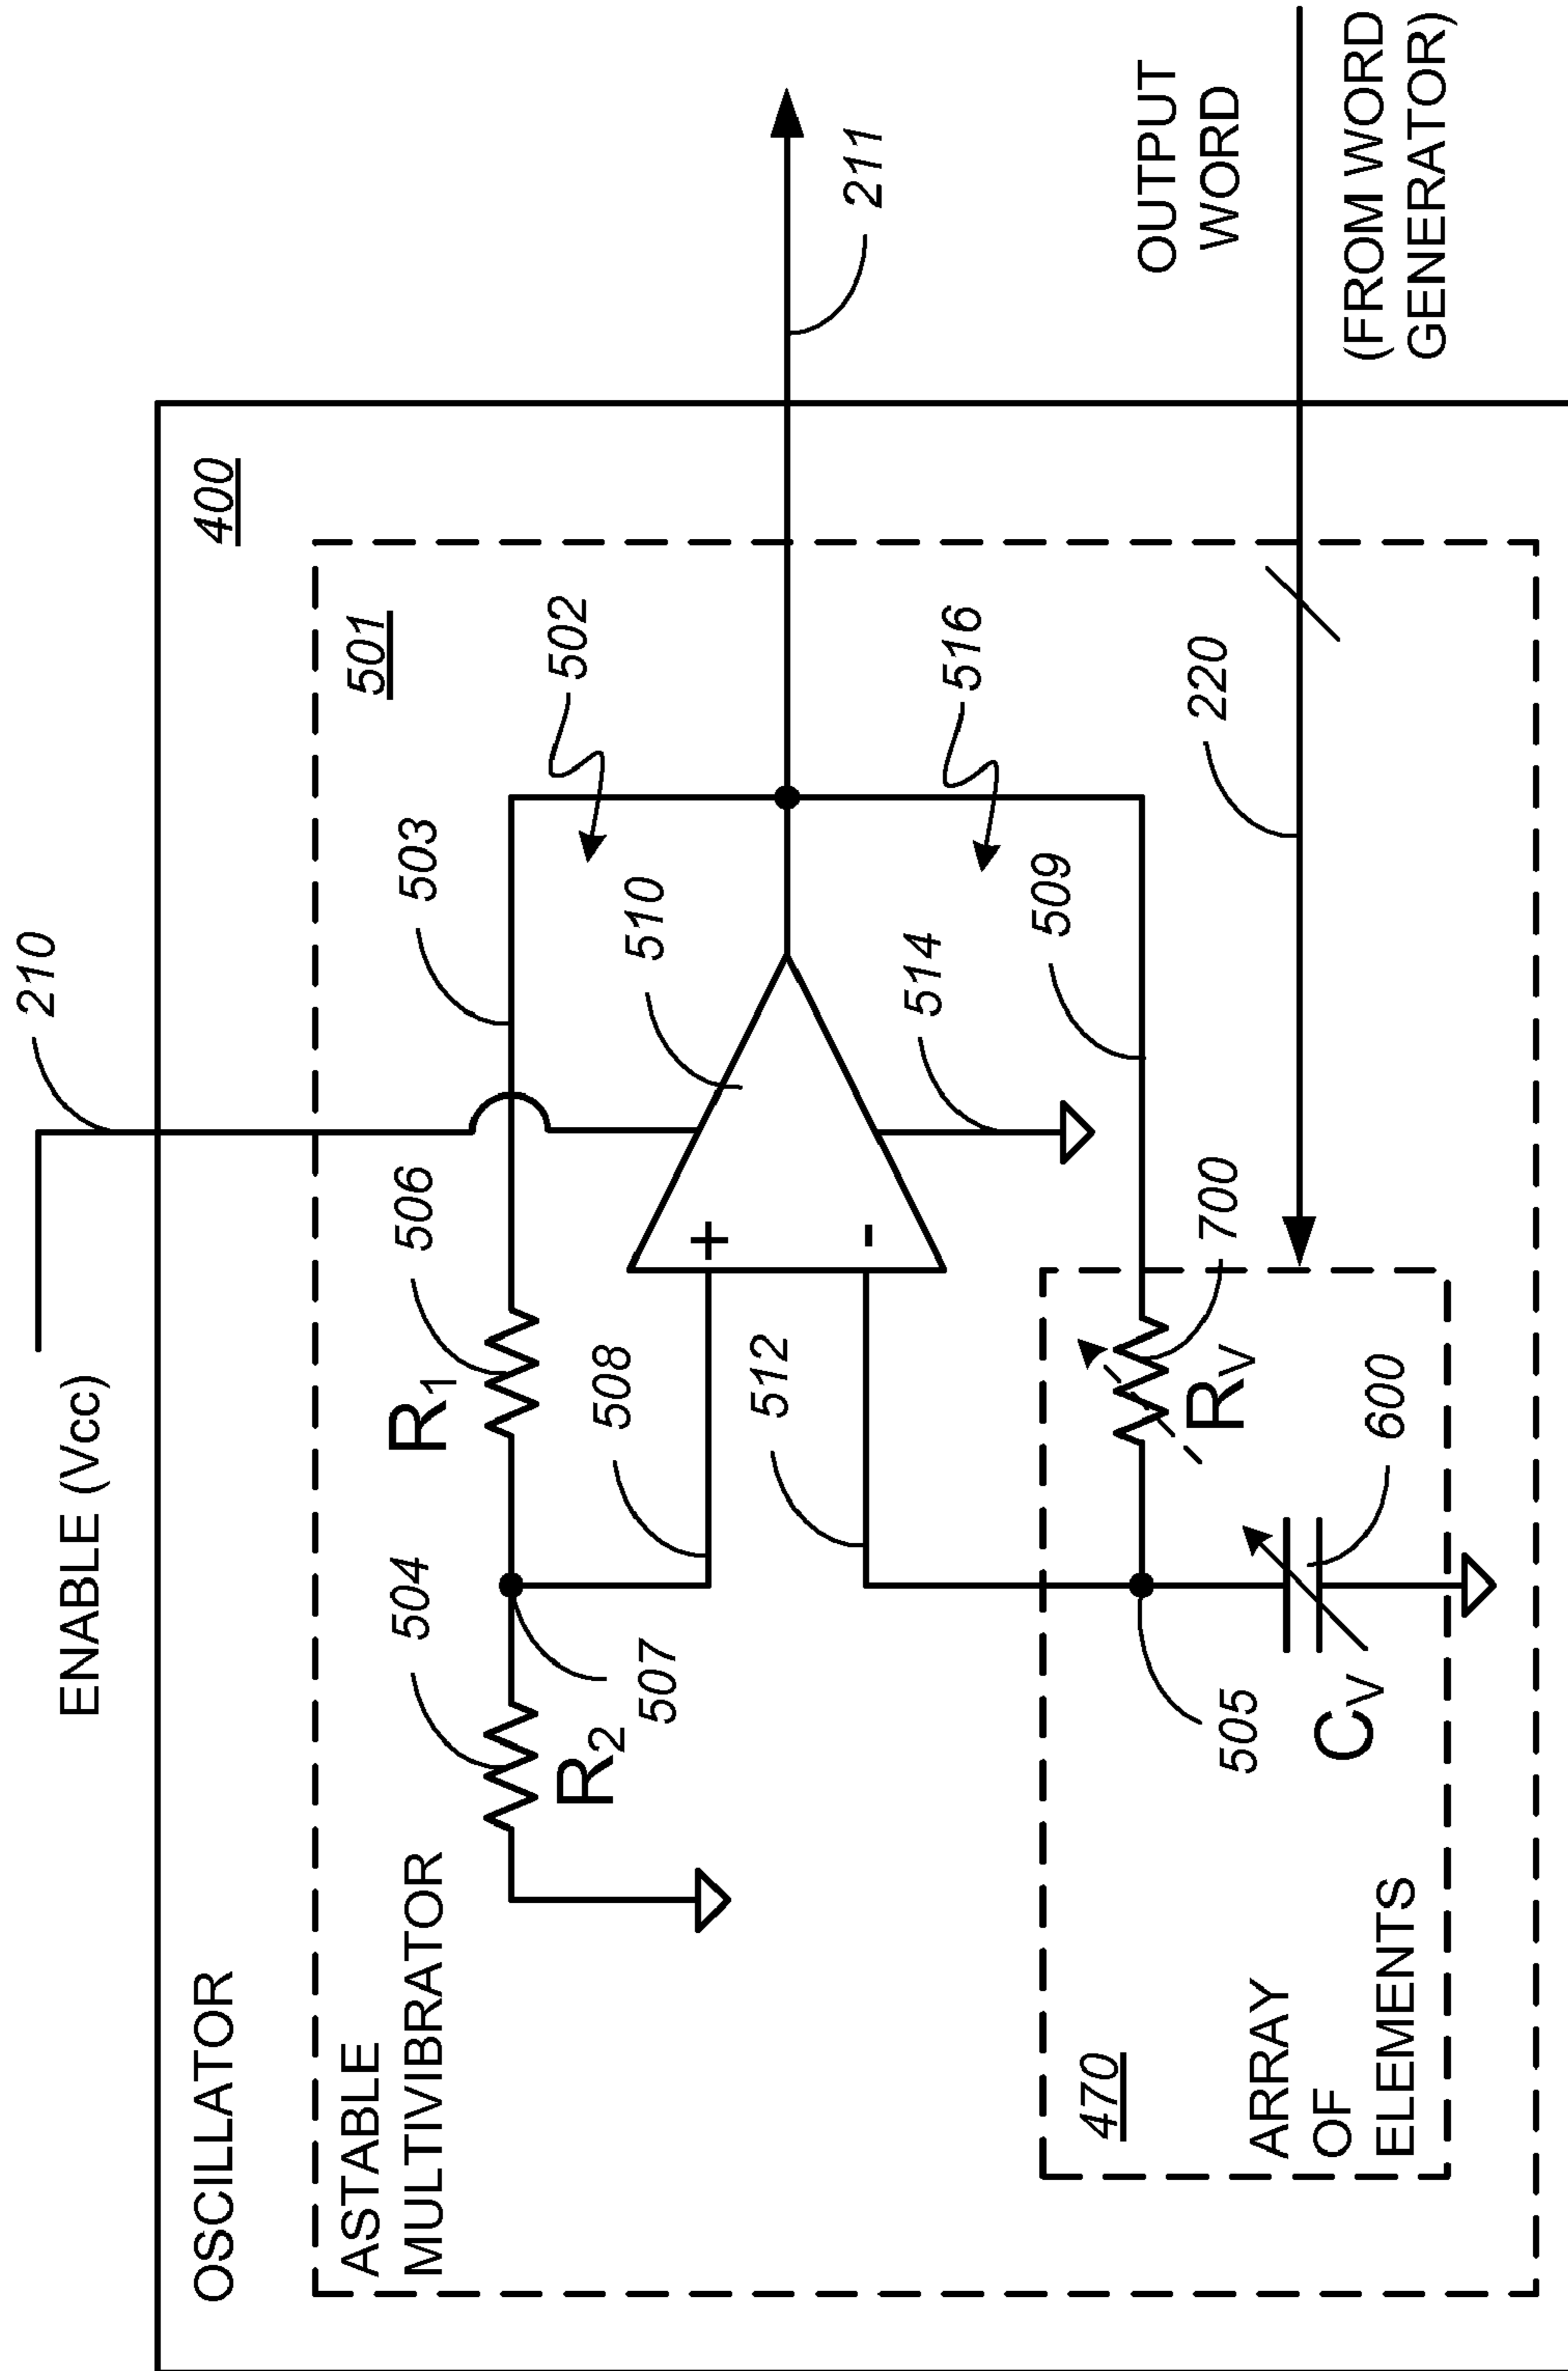 ENABLE (Vcc)
210
OSCILLATOR
400
ASTABLE
MULTIVIBRATOR
501
504
506
503
R1
R2
502
507
508
510
+
-
211
512
514
516
509
470
ARRAY
OF
ELEMENTS
505
CV
RV
700
600
220
OUTPUT
WORD
(FROM WORD
GENERATOR)